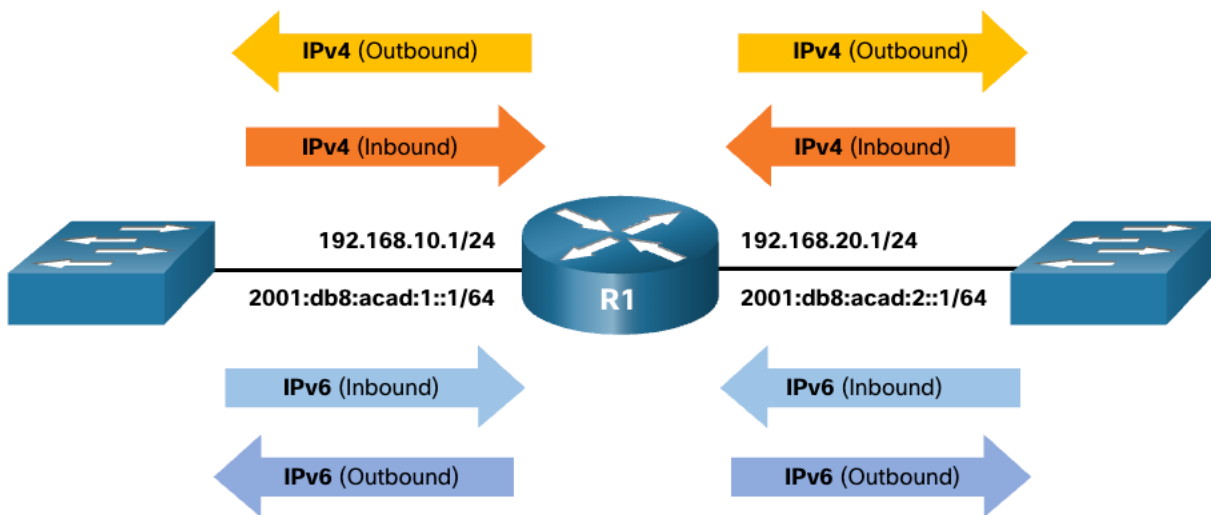 IPv4 (Outbound)
IPv4 (Outbound)
IPv4 (Inbound)
IPv4 (Inbound)
192.168.10.1/24
192.168.20.1/24
2001:db8:acad:1::1/64
R1
2001:db8:acad:2::1/64
IPv6 (Inbound)
IPv6 (Inbound)
IPv6 (Outbound)
IPv6 (Outbound)